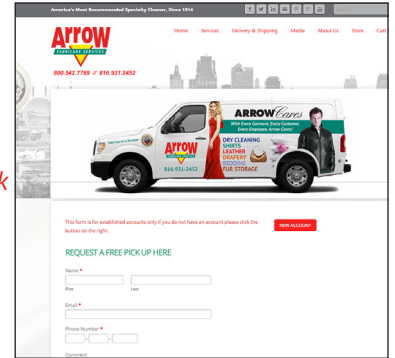 America's Most Recommended Specialty Cleaner, Since 1914
Arrow
FABRICARE SERVICES
Home Services Delivery & Shipping Media About Us Store Cart
800.542.7769 // 816.931.2452
k
ARROW Cares
With Every Garment, Every Customer,
Every Employee, Arrow Cares!
DRY CLEANING
SHIRTS
LEATHER
DRAPERY
BEDDING
FUR STORAGE
Arrow
816-931-2452
This form is for established accounts only if you do not have an account please click the
button on the right.
NEW ACCOUNT
REQUEST A FREE PICK UP HERE
Name *
First Last
Email *
Phone Number *
- -
Comment